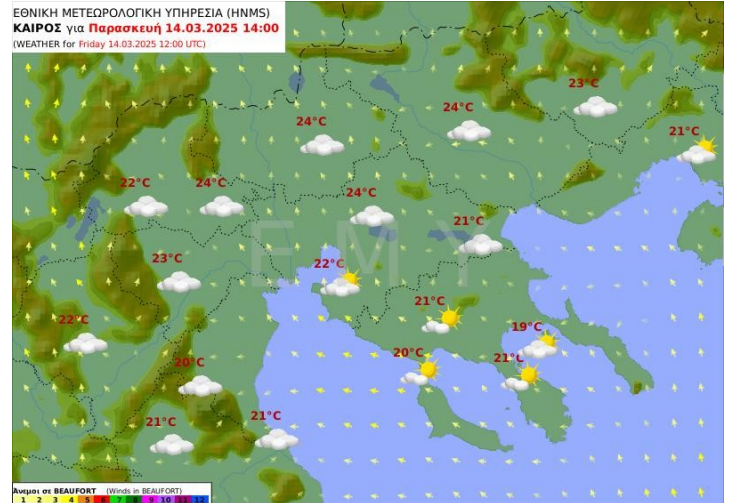 ΕΘΝΙΚΗ ΜΕΤΕΩΡΟΛΟΓΙΚΗ ΥΠΗΡΕΣΙΑ (HNMS)
ΚΑΙΡΟΣ για Παρασκευή 14.03.2025 14:00
(WEATHER for Friday 14.03.2025 12:00 UTC)
23°C
24°C
24°C
21°C
22°C
24°C
24°C
21°C
EMY
23°C
22°C
21°C
22°C
19°C
20°C
21°C
20°C
21°C
21°C
Άνεμοι σε BEAUFORT (Winds in BEAUFORT)
1 2 3 4 5 6 7 8 9 10 11 12